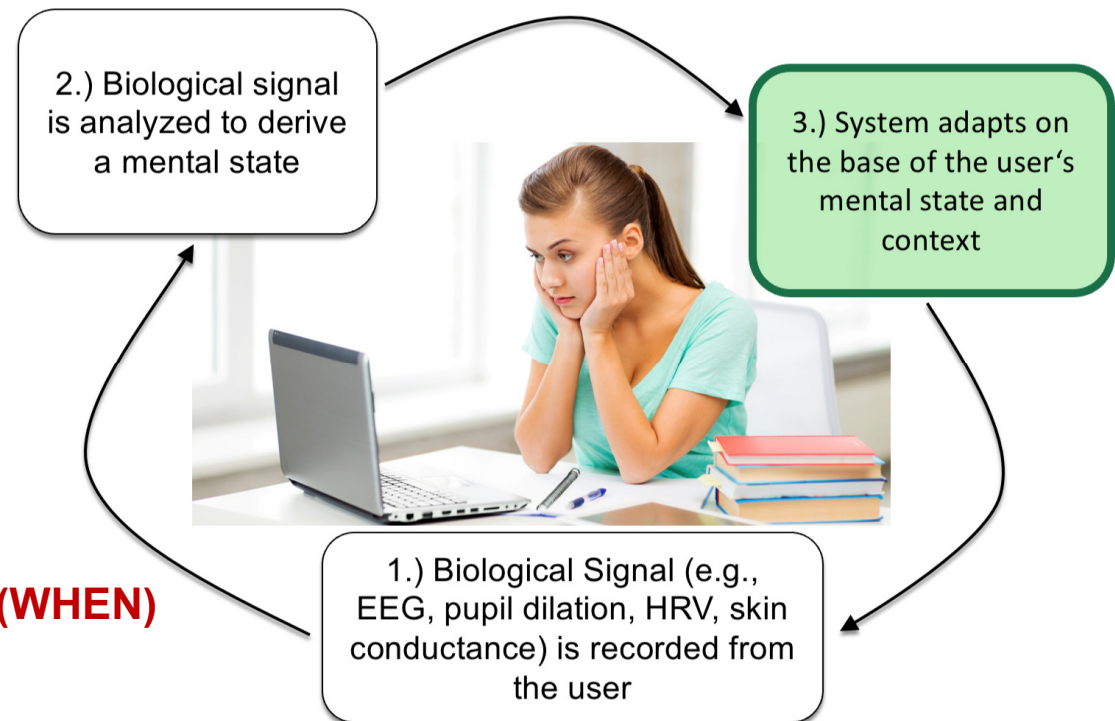 2.) Biological signal
is analyzed to derive
a mental state
3.) System adapts on
the base of the user‘s
mental state and
context
(WHEN)
1.) Biological Signal (e.g.,
EEG, pupil dilation, HRV, skin
conductance) is recorded from
the user